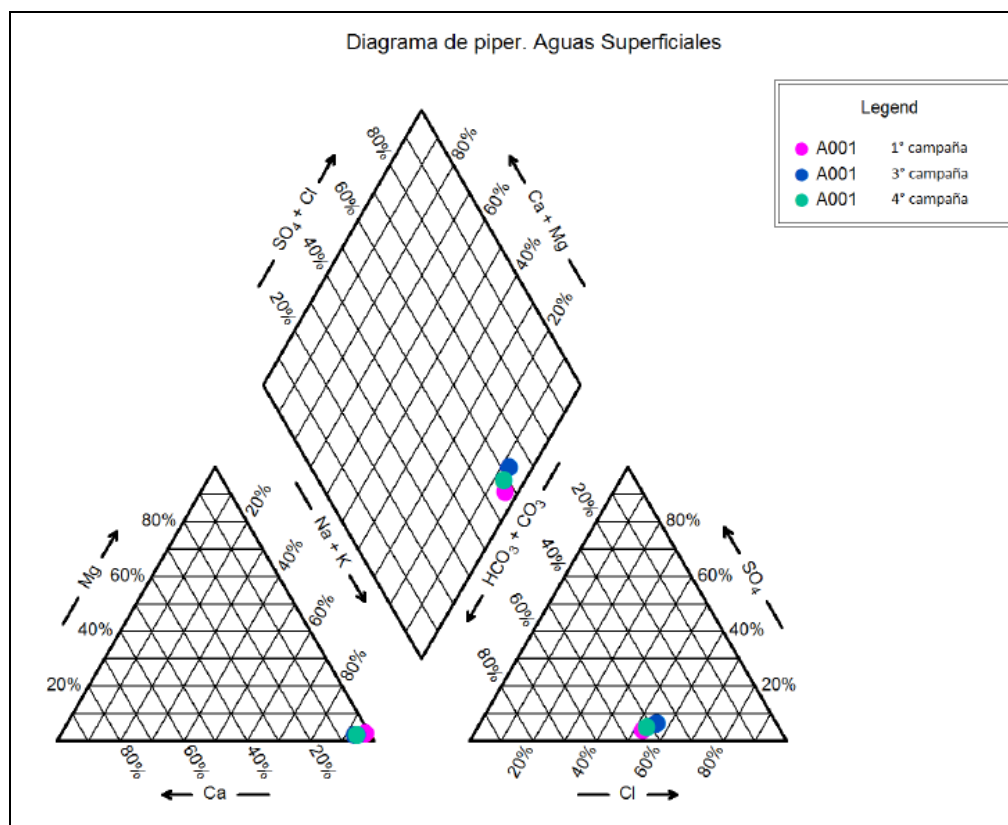 Diagrama de piper. Aguas Superficiales
Legend
A001 1° campaña
A001 3° campaña
A001 4° campaña
80%
60%
40%
20%
SO4 + Cl
80%
60%
40%
20%
Ca + Mg
Na + K
HCO3 + CO3
80%
60%
40%
20%
Mg
20%
40%
60%
80%
80%
60%
40%
20%
Ca
20%
40%
60%
80%
80%
60%
40%
20%
SO4
20%
40%
60%
80%
Cl